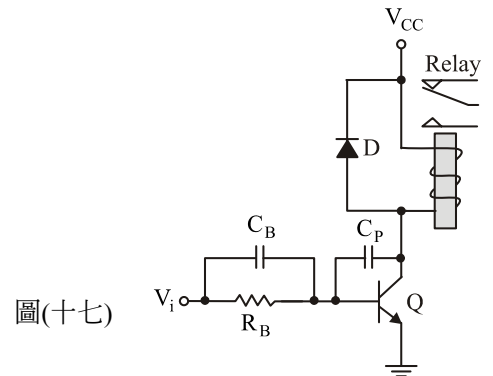 V_CC
Relay
D
C_B
C_P
V_i
Q
R_B
圖(十七)